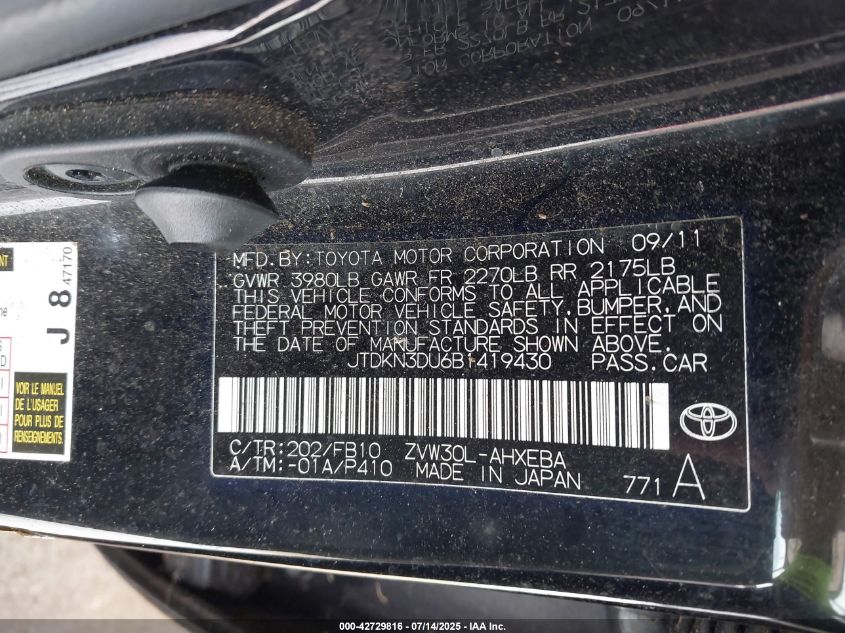 MFD.BY:TOYOTA MOTOR CORPORATION 09/11
GVWR 3980LB GAWR FR 2270LB RR 2175LB
THIS VEHICLE CONFORMS TO ALL APPLICABLE
FEDERAL MOTOR VEHICLE SAFETY,BUMPER,AND
THEFT PREVENTION STANDARDS IN EFFECT ON
THE DATE OF MANUFACTURE SHOWN ABOVE.
JTDKN3DU6B1419430 PASS.CAR
C/TR:202/FB10 ZVW30L-AHXEBA
A/TM:-01A/P410 MADE IN JAPAN 771 A
J 8 47170
VOIR LE MANUEL
DE L'USAGER
POUR PLUS DE
RENSEIGNEMENTS.
000-42729816 - 07/14/2025 - IAA Inc.